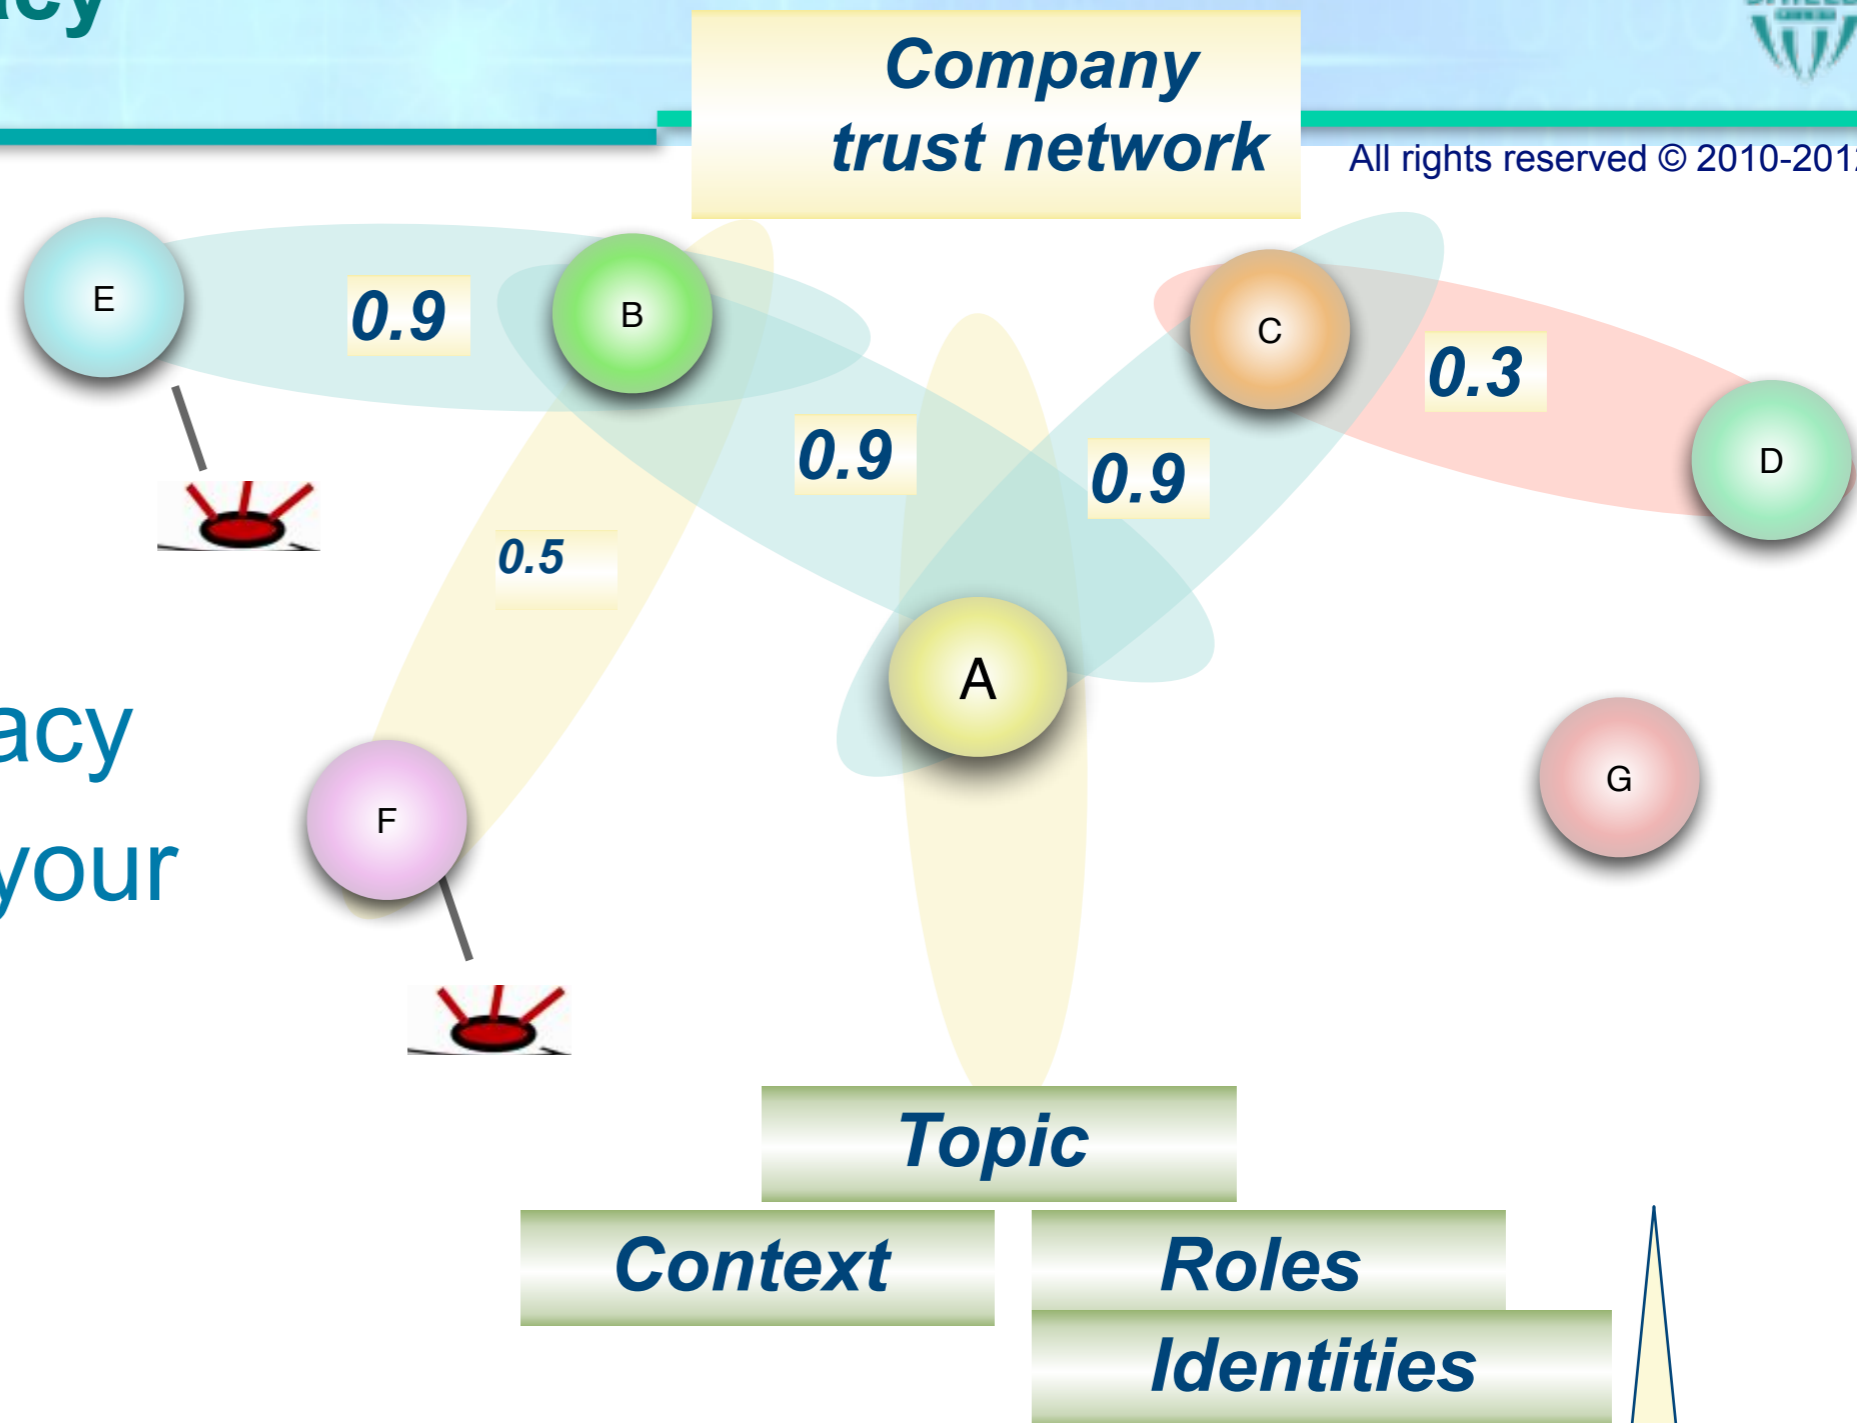 Company
trust network
All rights reserved © 2010-201
E
B
C
0.9
0.3
D
0.9
0.9
0.5
A
acy
G
F
your
Topic
Context
Roles
Identities